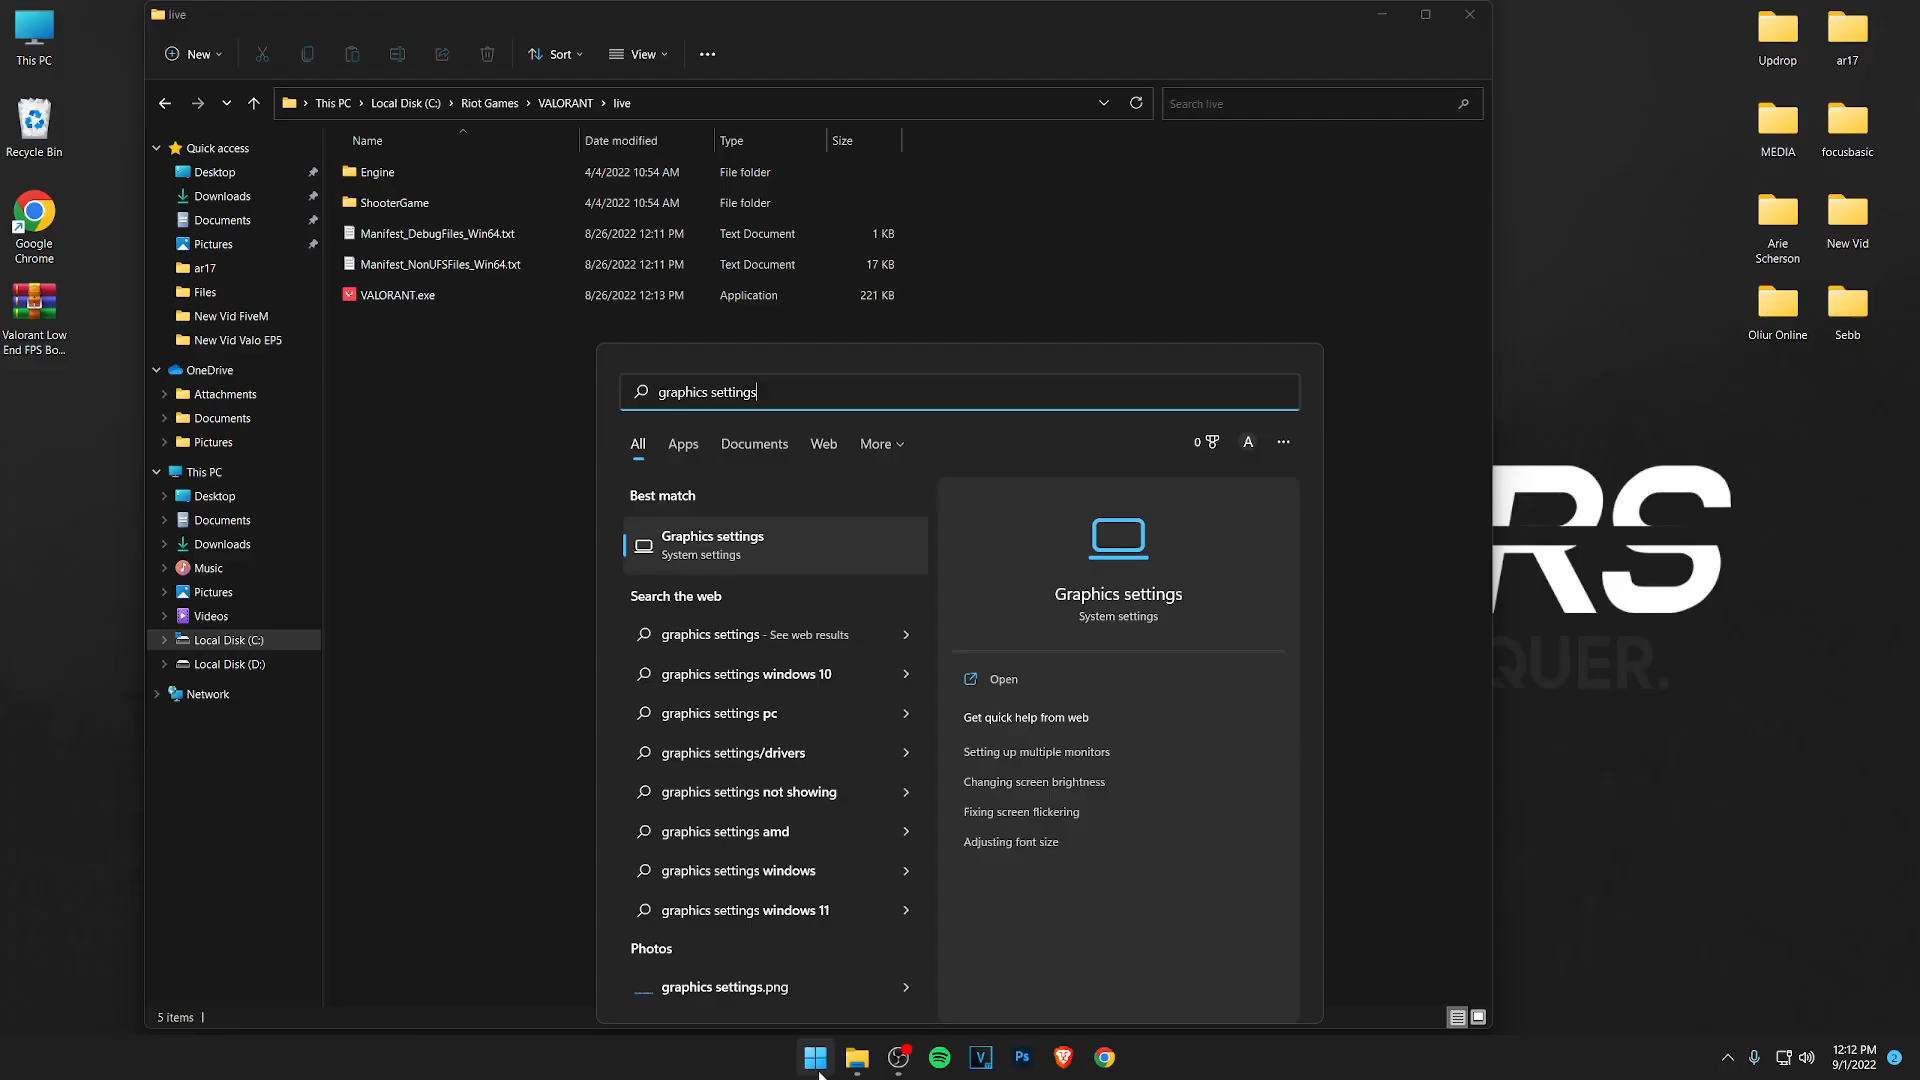 live
New
Sort
View
This PC
Local Disk (C:)
Riot Games
VALORANT
live
Search live
Name
Date modified
Type
Size
Engine
4/4/2022 10:54 AM
File folder
ShooterGame
4/4/2022 10:54 AM
File folder
Manifest_DebugFiles_Win64.txt
8/26/2022 12:11 PM
Text Document
1 KB
Manifest_NonUFSFiles_Win64.txt
8/26/2022 12:11 PM
Text Document
17 KB
VALORANT.exe
8/26/2022 12:13 PM
Application
221 KB
Quick access
Desktop
Downloads
Documents
Pictures
ar17
Files
New Vid FiveM
New Vid Valo EP5
OneDrive
Attachments
Documents
Pictures
This PC
Desktop
Documents
Downloads
Music
Pictures
Videos
Local Disk (C:)
Local Disk (D:)
Network
5 items
This PC
Recycle Bin
Google
Chrome
Valorant Low
End FPS Bo...
Updrop
ar17
MEDIA
focusbasic
Arie
Scherson
New Vid
Oliur Online
Sebb
graphics settings
All
Apps
Documents
Web
More
0
A
Best match
Graphics settings
System settings
Search the web
graphics settings - See web results
graphics settings windows 10
graphics settings pc
graphics settings/drivers
graphics settings not showing
graphics settings amd
graphics settings windows
graphics settings windows 11
Photos
graphics settings.png
Graphics settings
System settings
Open
Get quick help from web
Setting up multiple monitors
Changing screen brightness
Fixing screen flickering
Adjusting font size
RS
QUER.
V
Ps
12:12 PM
9/1/2022
2